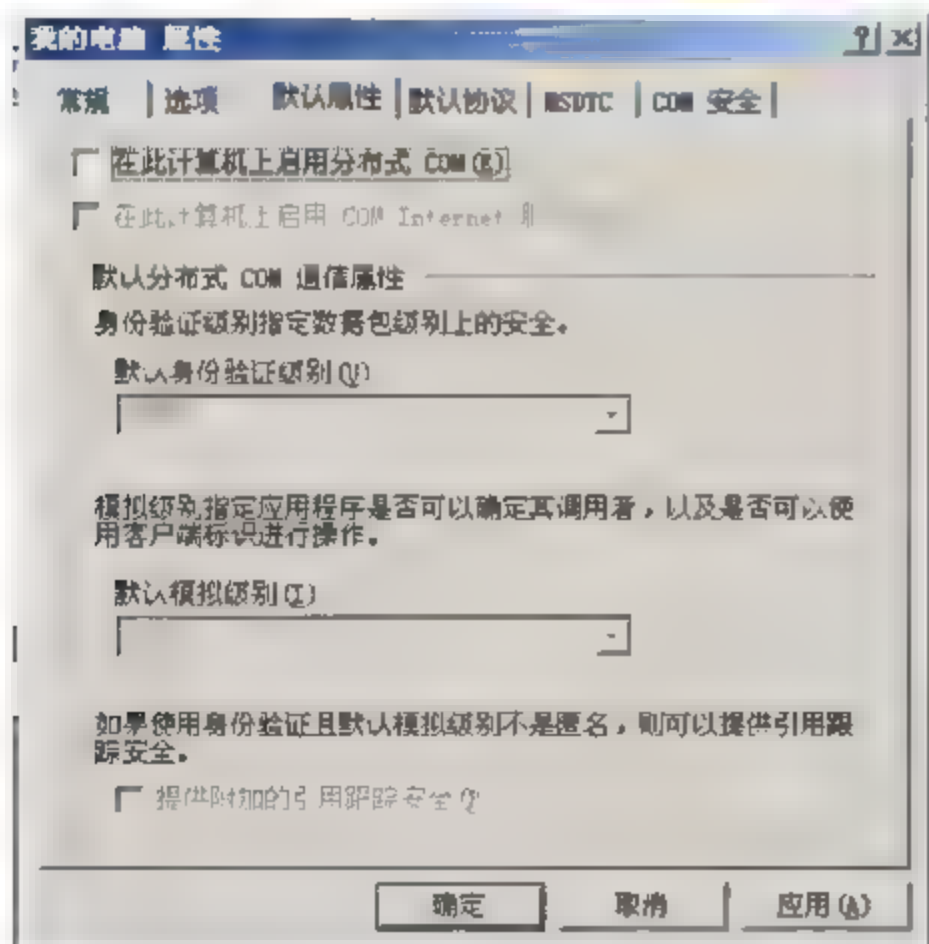 我的电脑 属性
常规 选项 默认属性 默认协议 MSDTC COM 安全
在此计算机上启用分布式 COM(E)
在此计算机上启用 COM Internet
默认分布式 COM 通信属性
身份验证级别指定数据包级别上的安全。
默认身份验证级别(U)
模拟级别指定应用程序是否可以确定其调用者，以及是否可以使
用客户端标识进行操作。
默认模拟级别(I)
如果使用身份验证且默认模拟级别不是匿名，则可以提供引用跟
踪安全。
提供附加的引用跟踪安全
确定 取消 应用(A)